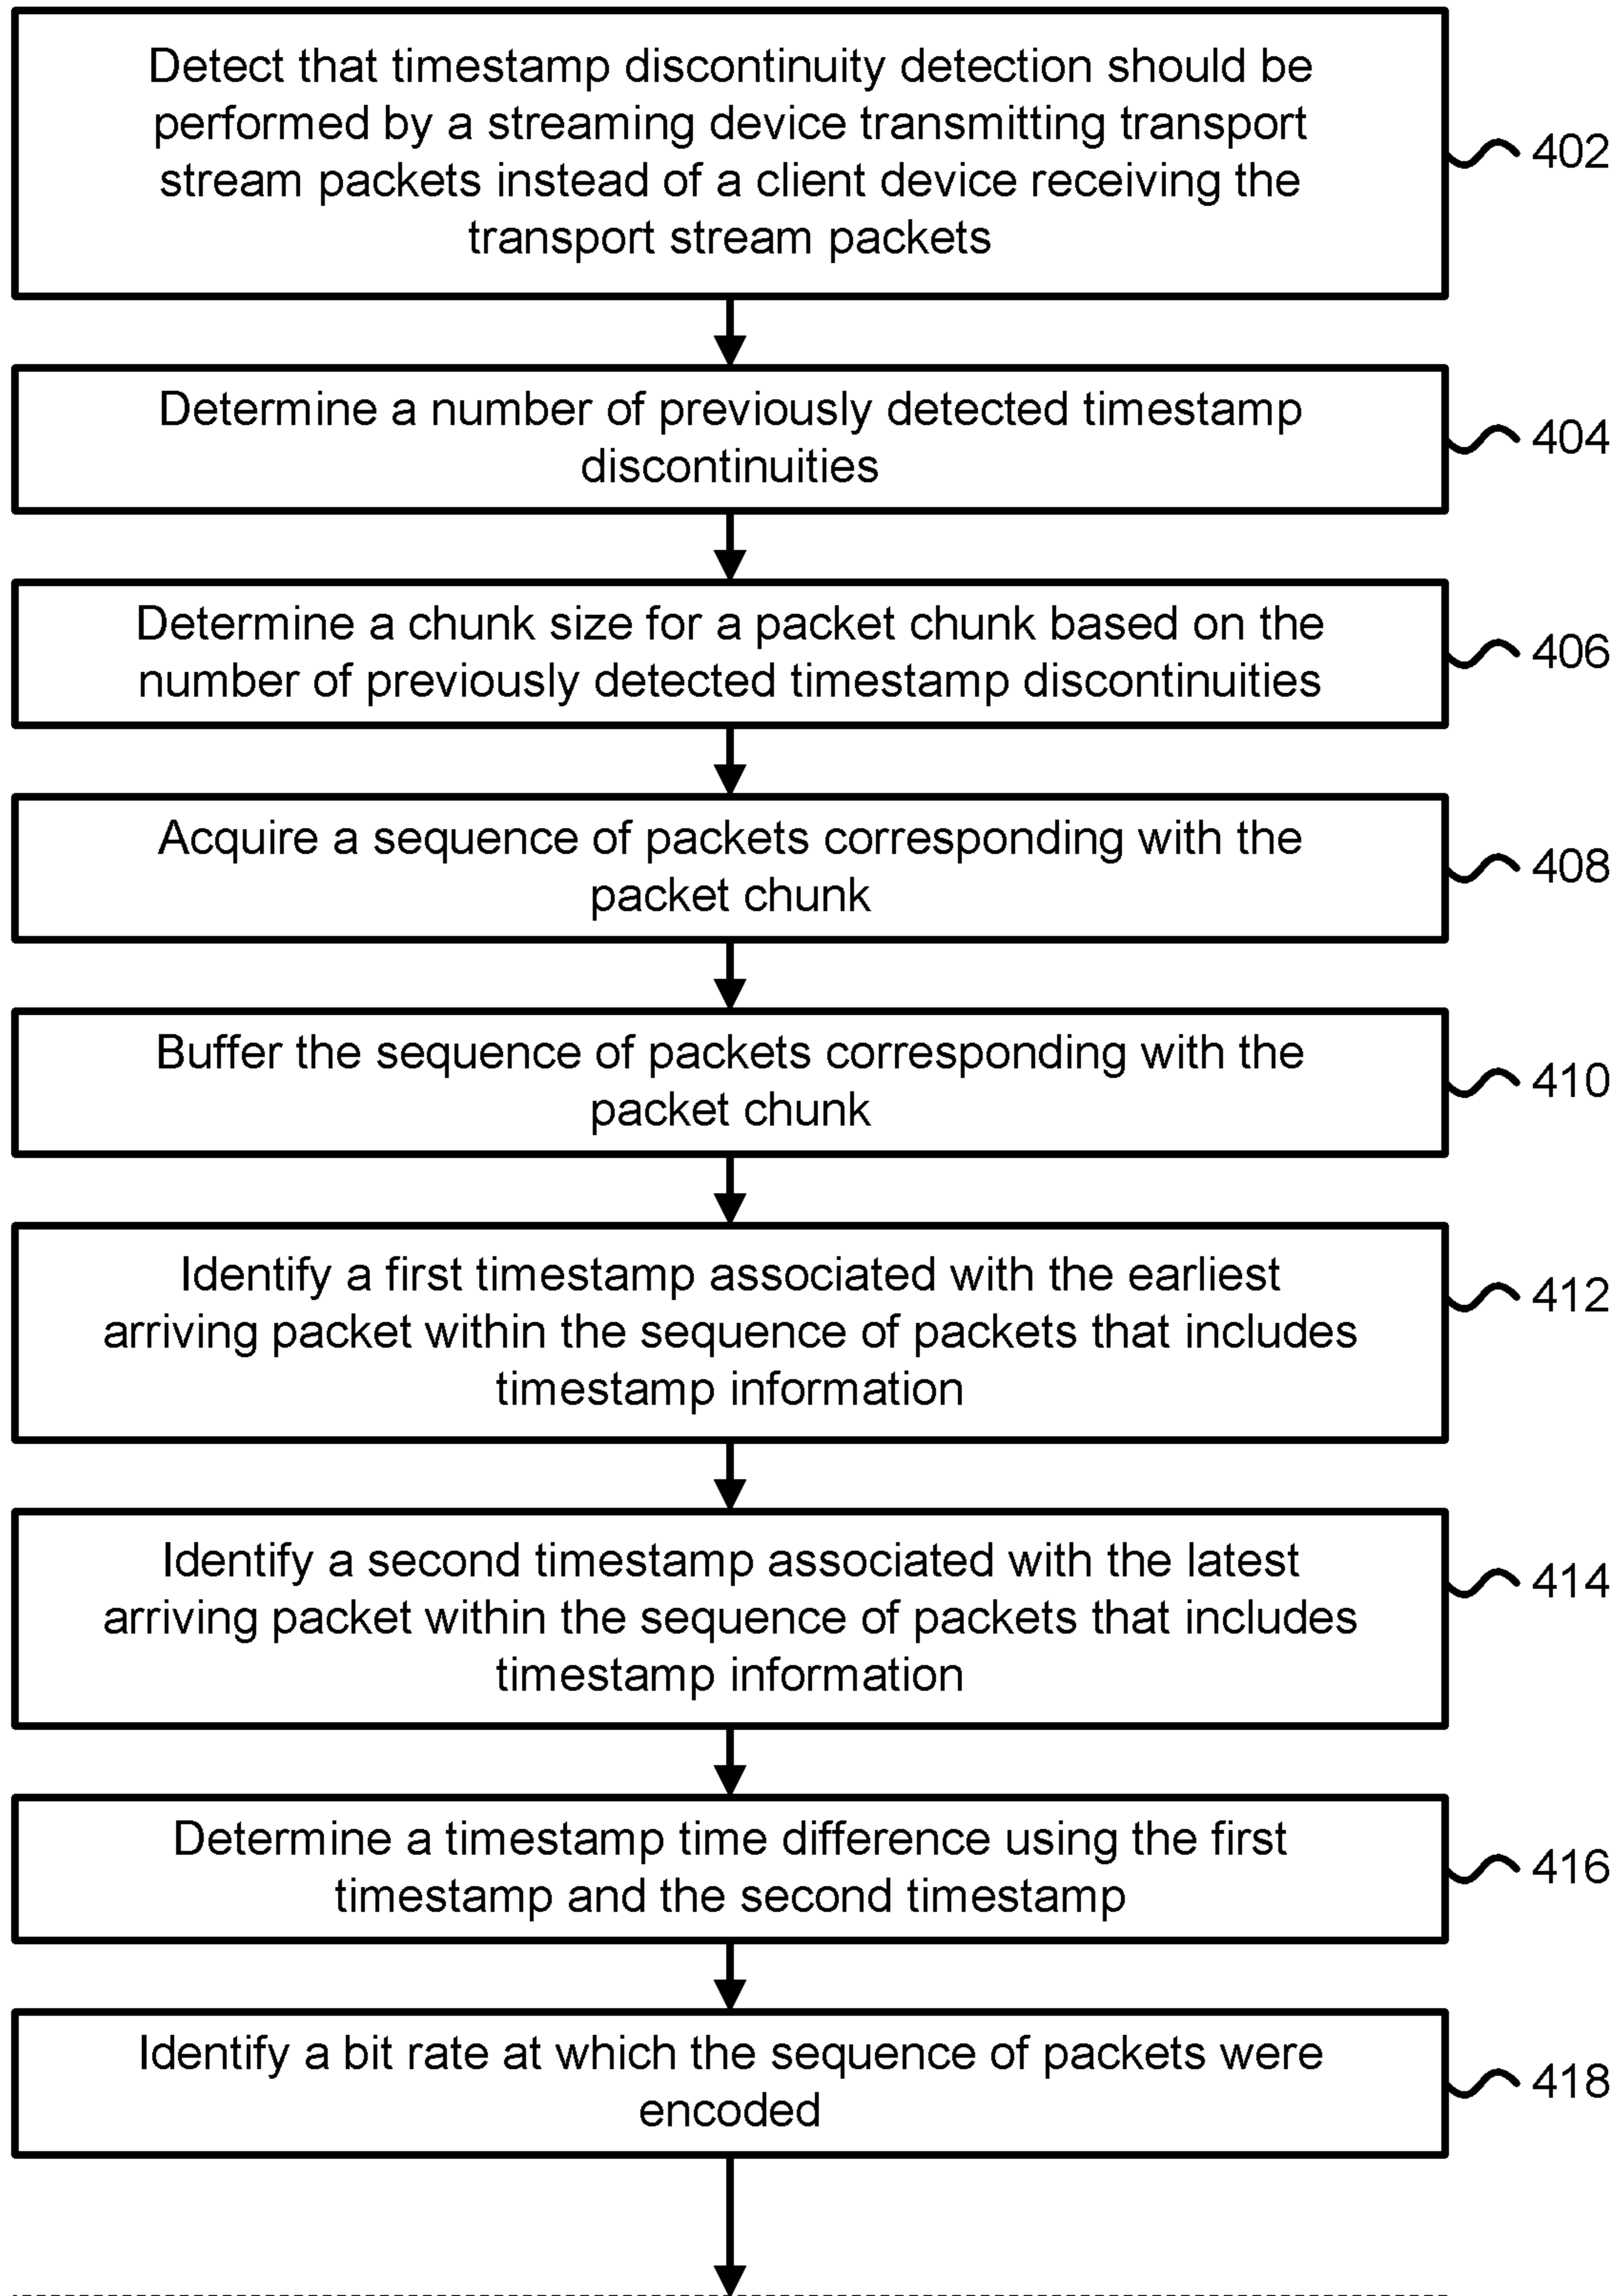 Detect that timestamp discontinuity detection should be
performed by a streaming device transmitting transport
stream packets instead of a client device receiving the
transport stream packets
402
Determine a number of previously detected timestamp
discontinuities
404
Determine a chunk size for a packet chunk based on the
number of previously detected timestamp discontinuities
406
Acquire a sequence of packets corresponding with the
packet chunk
408
Buffer the sequence of packets corresponding with the
packet chunk
410
Identify a first timestamp associated with the earliest
arriving packet within the sequence of packets that includes
timestamp information
412
Identify a second timestamp associated with the latest
arriving packet within the sequence of packets that includes
timestamp information
414
Determine a timestamp time difference using the first
timestamp and the second timestamp
416
Identify a bit rate at which the sequence of packets were
encoded
418